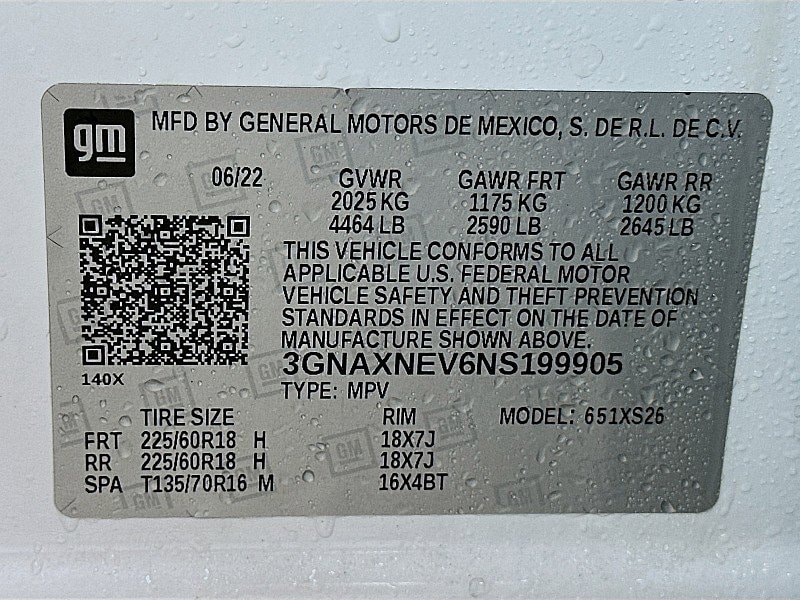 gm MFD BY GENERAL MOTORS DE MEXICO, S. DE R.L. DE C.V.
06/22 GVWR GAWR FRT GAWR RR
2025 KG 1175 KG 1200 KG
4464 LB 2590 LB 2645 LB
THIS VEHICLE CONFORMS TO ALL
APPLICABLE U.S. FEDERAL MOTOR
VEHICLE SAFETY AND THEFT PREVENTION
STANDARDS IN EFFECT ON THE DATE OF
MANUFACTURE SHOWN ABOVE.
3GNAXNEV6NS199905
140X
TYPE: MPV
TIRE SIZE RIM MODEL: 651XS26
FRT 225/60R18 H 18X7J
RR 225/60R18 H 18X7J
SPA T135/70R16 M 16X4BT